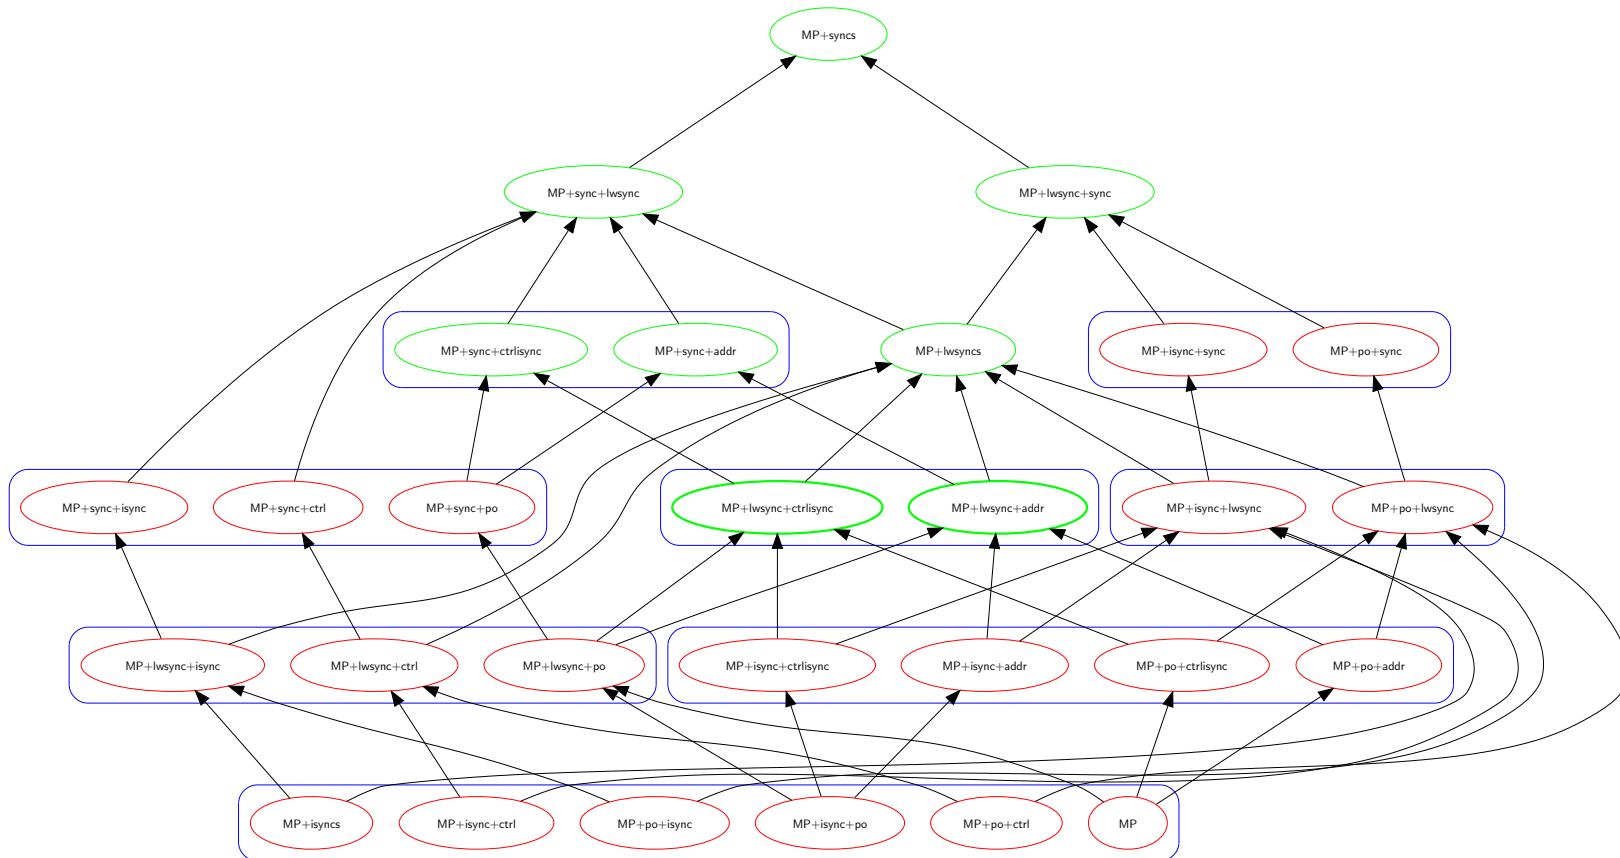 MP+syncs
MP+sync+lwsync
MP+lwsync+sync
MP+sync+ctrlisync
MP+sync+addr
MP+lwsyncs
MP+isync+sync
MP+po+sync
MP+sync+isync
MP+sync+ctrl
MP+sync+po
MP+lwsync+ctrlisync
MP+lwsync+addr
MP+isync+lwsync
MP+po+lwsync
MP+lwsync+isync
MP+lwsync+ctrl
MP+lwsync+po
MP+isync+ctrlisync
MP+isync+addr
MP+po+ctrlisync
MP+po+addr
MP+isyncs
MP+isync+ctrl
MP+po+isync
MP+isync+po
MP+po+ctrl
MP